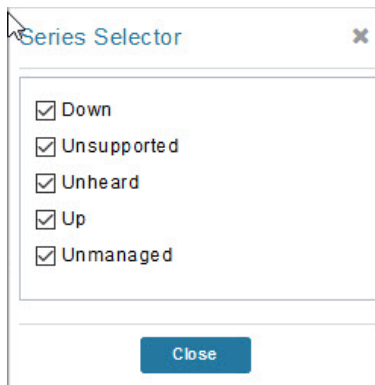 Series Selector
Down
Unsupported
Unheard
Up
Unmanaged
Close